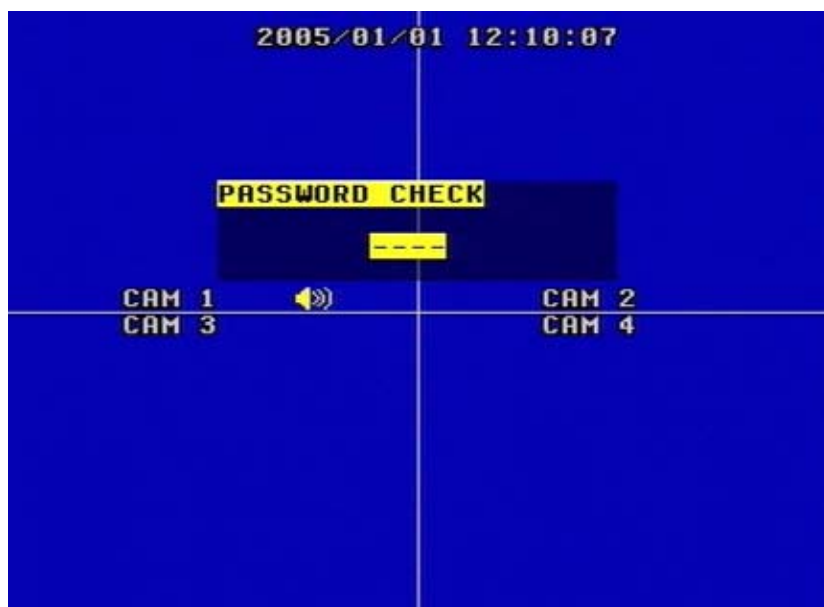 2005/01/01 12:10:07
PASSWORD CHECK
----
CAM 1 CAM 2
CAM 3 CAM 4